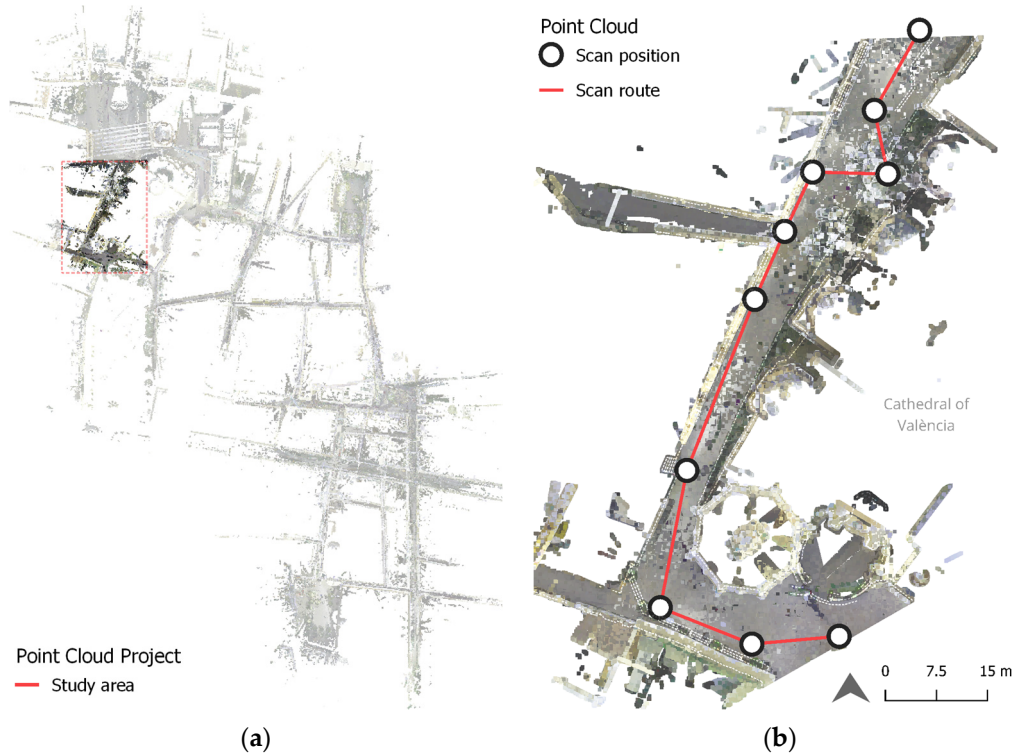 Point Cloud Project
Study area
(a)
Point Cloud
Scan position
Scan route
Cathedral of
València
0 7.5 15 m
(b)